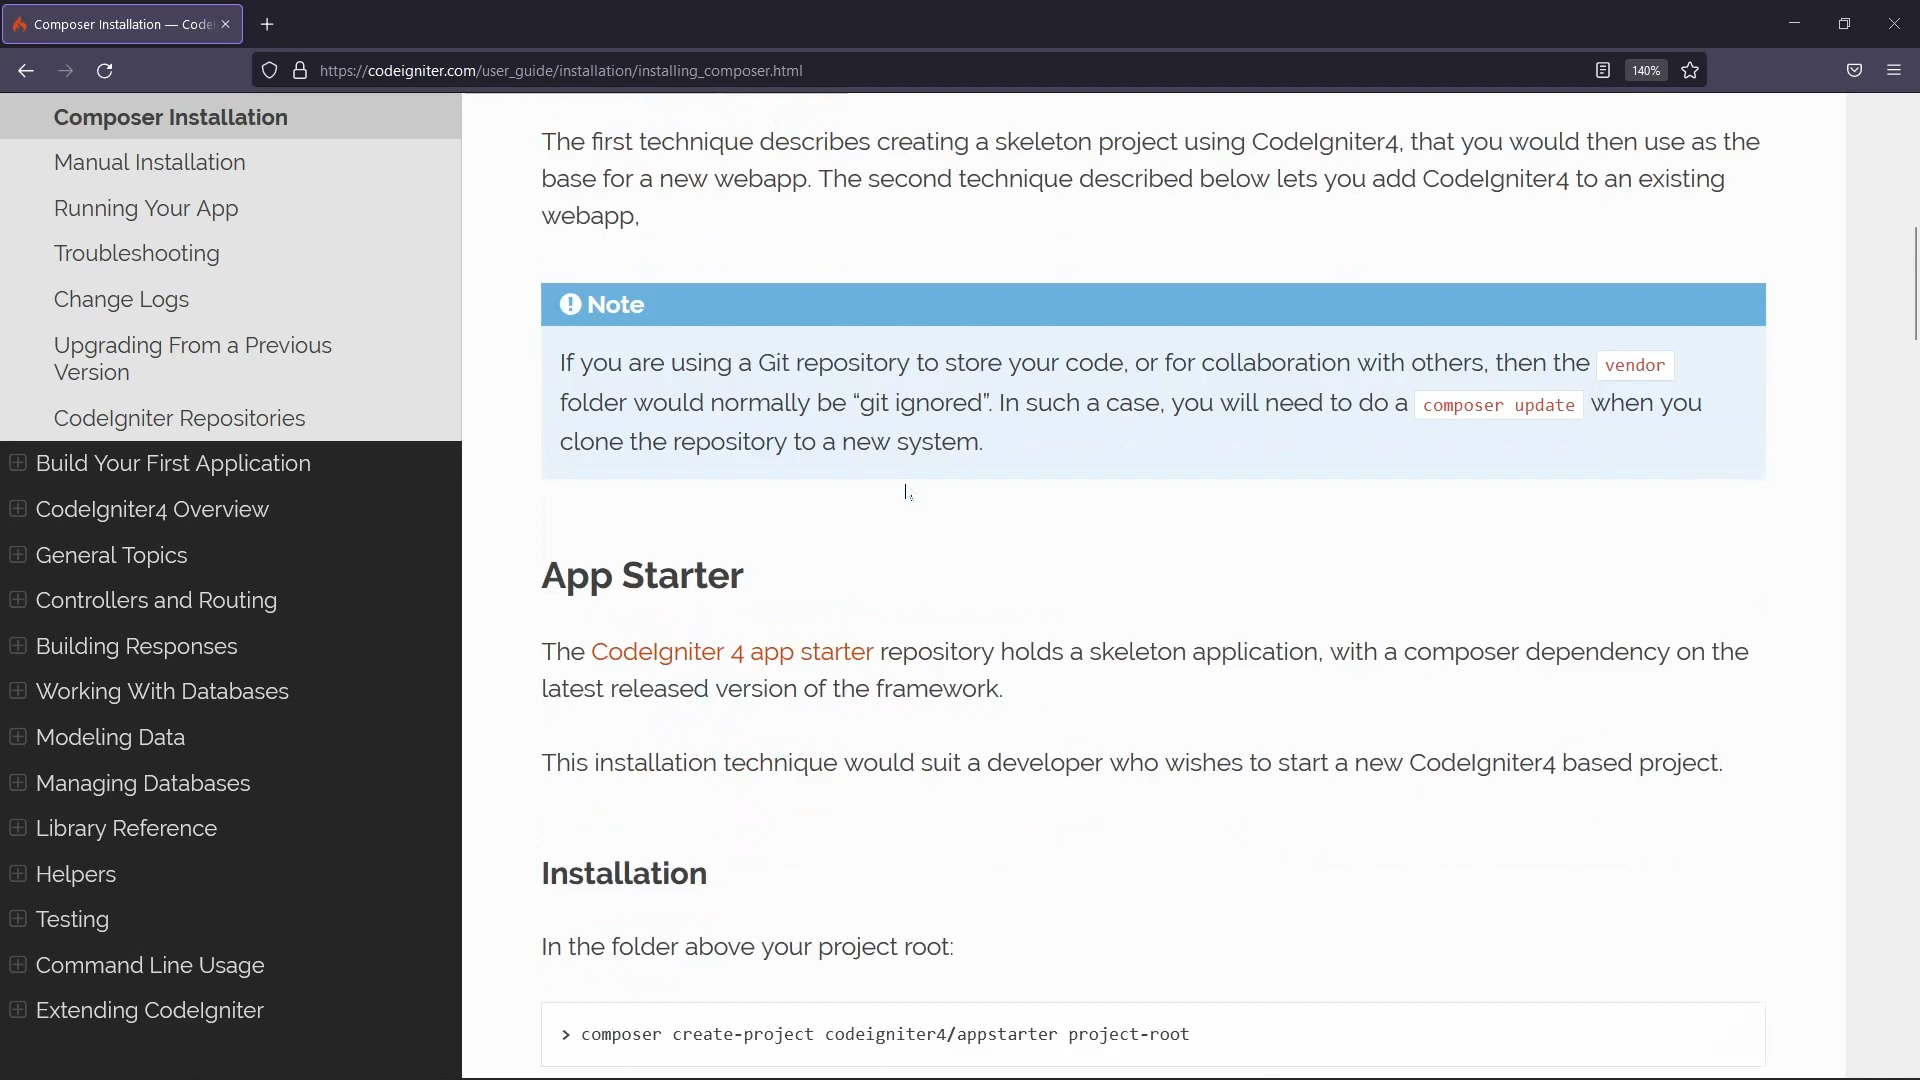 Composer Installation — Code
https://codeigniter.com/user_guide/installation/installing_composer.html
140%
Composer Installation
Manual Installation
Running Your App
Troubleshooting
Change Logs
Upgrading From a Previous
Version
CodeIgniter Repositories
Build Your First Application
CodeIgniter4 Overview
General Topics
Controllers and Routing
Building Responses
Working With Databases
Modeling Data
Managing Databases
Library Reference
Helpers
Testing
Command Line Usage
Extending CodeIgniter
The first technique describes creating a skeleton project using CodeIgniter4, that you would then use as the
base for a new webapp. The second technique described below lets you add CodeIgniter4 to an existing
webapp,
Note
If you are using a Git repository to store your code, or for collaboration with others, then the vendor
folder would normally be “git ignored”. In such a case, you will need to do a composer update when you
clone the repository to a new system.
App Starter
The CodeIgniter 4 app starter repository holds a skeleton application, with a composer dependency on the
latest released version of the framework.
This installation technique would suit a developer who wishes to start a new CodeIgniter4 based project.
Installation
In the folder above your project root:
> composer create-project codeigniter4/appstarter project-root